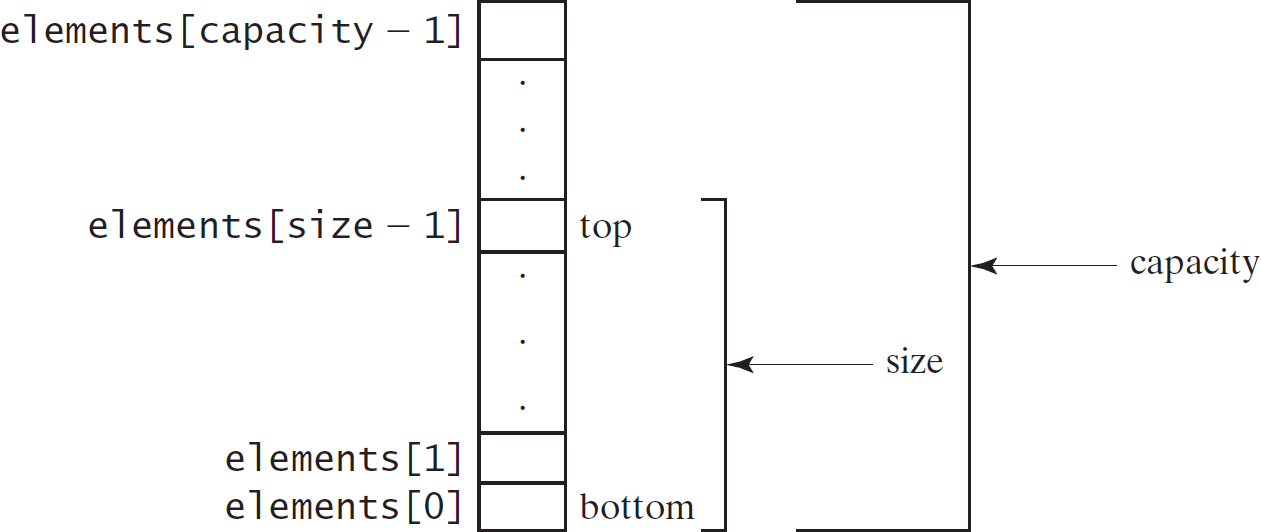 elements[capacity – 1]
.
.
.
elements[size – 1] top
capacity
.
.
size
.
elements[1]
elements[0] bottom